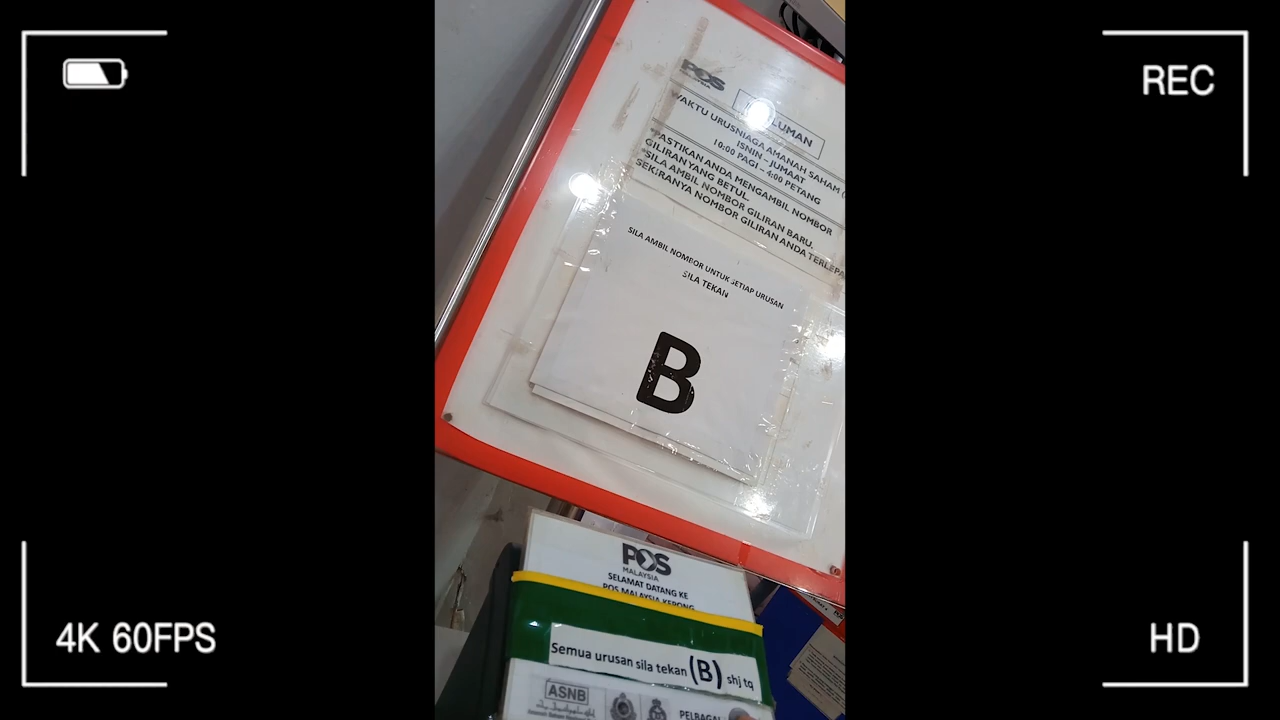 REC
POS
MAKLUMAN
WAKTU URUSNIAGA AMANAH SAHAM (
ISNIN – JUMAAT
10:00 PAGI – 4:00 PETANG
*PASTIKAN ANDA MENGAMBIL NOMBOR
GILIRAN YANG BETUL.
*SILA AMBIL NOMBOR GILIRAN BARU.
SEKIRANYA NOMBOR GILIRAN ANDA TERLEPA
SILA AMBIL NOMBOR UNTUK SETIAP URUSAN
SILA TEKAN
B
POS
MALAYSIA
SELAMAT DATANG KE
POS MALAYSIA KEPONG
Semua urusan sila tekan (B) shj tq
ASNB
PELBAGAI
4K 60FPS
HD